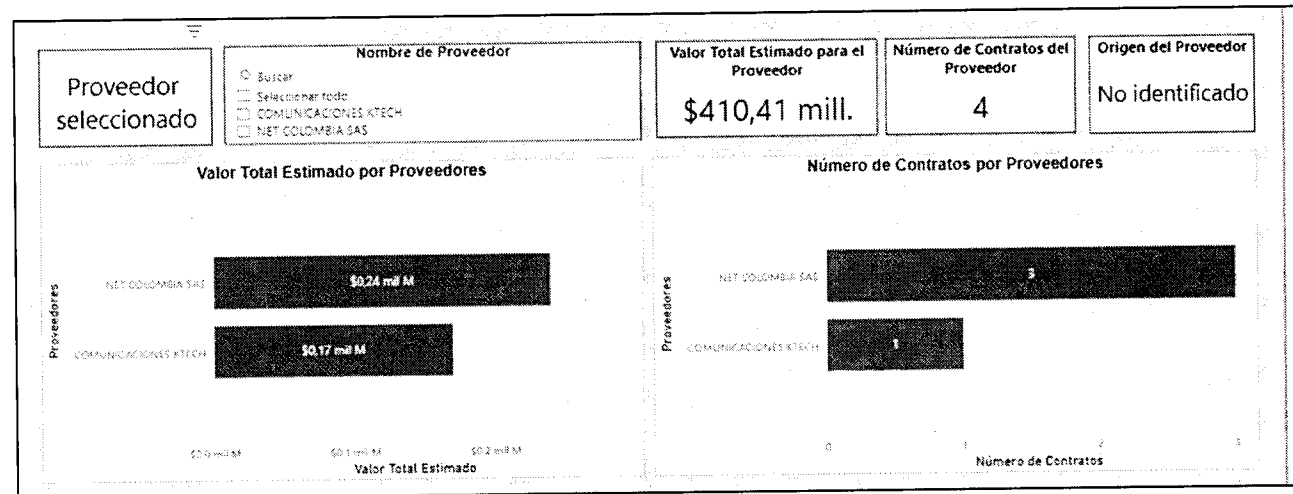 Proveedor
seleccionado
Nombre de Proveedor
Buscar
Seleccionar todo
COMUNICACIONES KTECH
NET COLOMBIA SAS
Valor Total Estimado para el
Proveedor
$410,41 mill.
Número de Contratos del
Proveedor
4
Origen del Proveedor
No identificado
Valor Total Estimado por Proveedores
Proveedores
NET COLOMBIA SAS
$0,24 mil M
COMUNICACIONES KTECH
$0,17 mil M
$0,0 mil M
$0,1 mil M
$0,2 mil M
Valor Total Estimado
Número de Contratos por Proveedores
Proveedores
NET COLOMBIA SAS
3
COMUNICACIONES KTECH
1
0
1
2
3
Número de Contratos